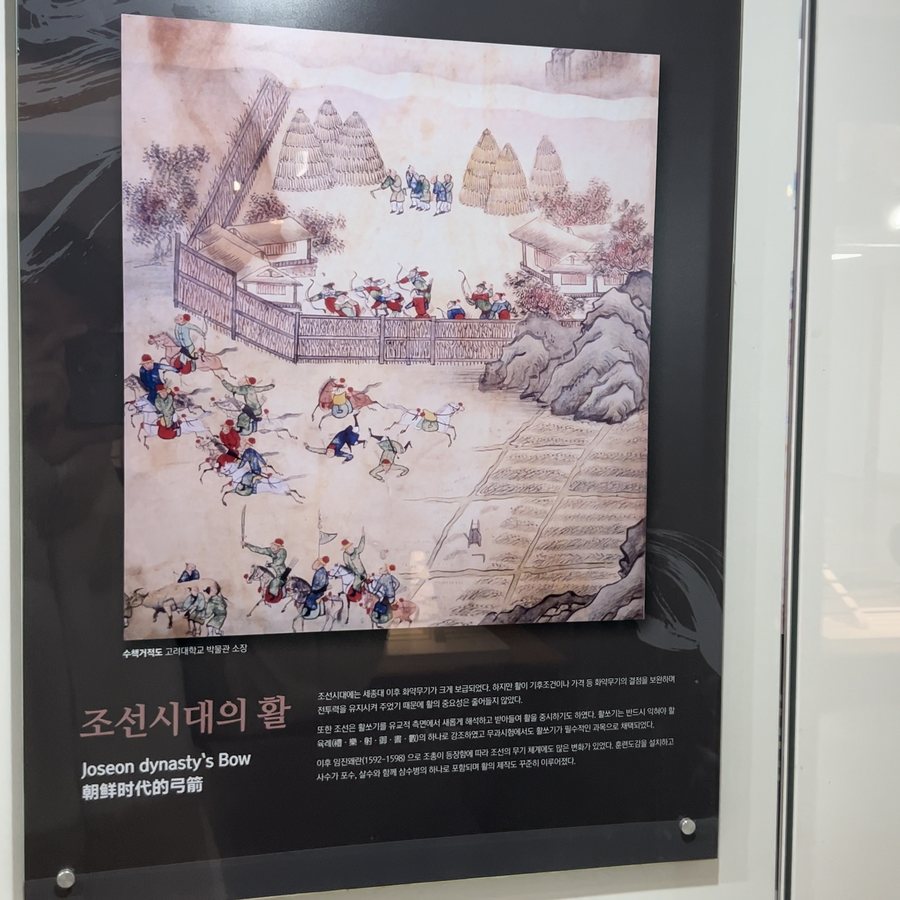 수책거적도 고려대학교 박물관 소장
조선시대의 활
Joseon dynasty's Bow
朝鲜时代的弓箭
조선시대에는 세종대 이후 화약무기가 크게 보급되었다. 하지만 활이 기후조건이나 가격 등 화약무기의 결점을 보완하며
전투력을 유지시켜 주었기 때문에 활의 중요성은 줄어들지 않았다.
또한 조선은 활쏘기를 유교적 측면에서 새롭게 해석하고 받아들여 활을 중시하기도 하였다. 활쏘기는 반드시 익혀야 할
육례(禮·樂·射·御·書·數)의 하나로 강조하였고 무과시험에서도 활쏘기가 필수적인 과목으로 채택되었다.
이후 임진왜란(1592-1598) 으로 조총이 등장함에 따라 조선의 무기 체계에도 많은 변화가 있었다. 훈련도감을 설치하고
사수가 포수, 살수와 함께 삼수병의 하나로 포함되며 활의 제작도 꾸준히 이루어졌다.